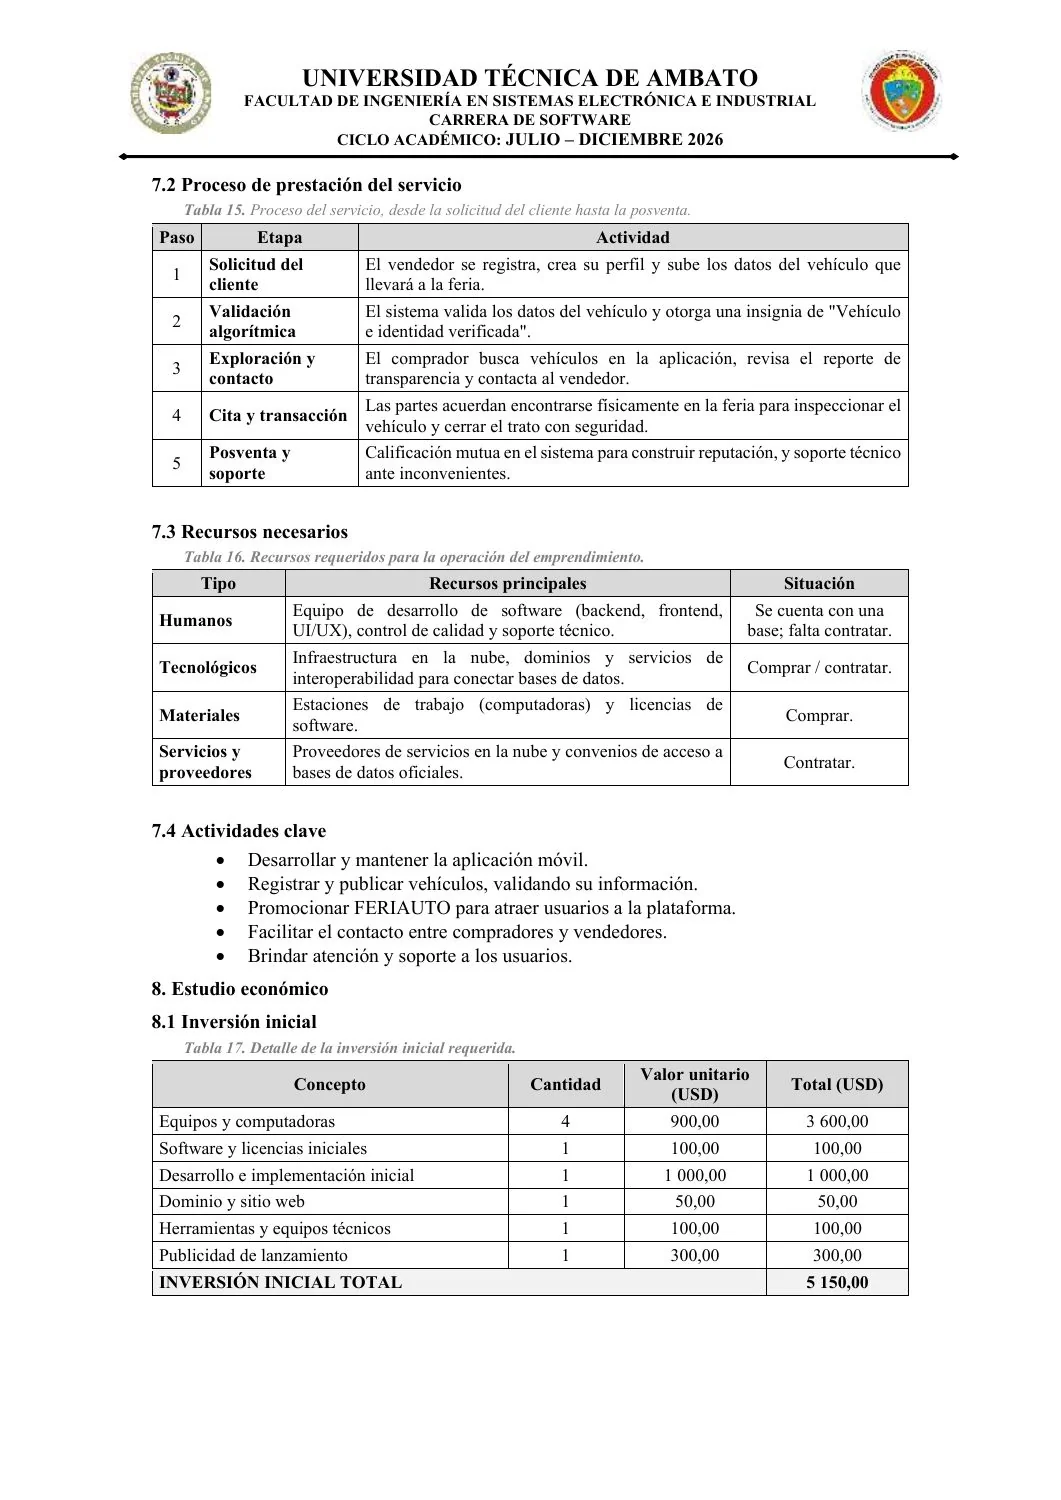 UNIVERSIDAD TÉCNICA DE AMBATO
FACULTAD DE INGENIERÍA EN SISTEMAS ELECTRÓNICA E INDUSTRIAL
CARRERA DE SOFTWARE
CICLO ACADÉMICO: JULIO – DICIEMBRE 2026
7.2 Proceso de prestación del servicio
Tabla 15. Proceso del servicio, desde la solicitud del cliente hasta la posventa.
Paso Etapa Actividad
1 Solicitud del cliente El vendedor se registra, crea su perfil y sube los datos del vehículo que
llevará a la feria.
2 Validación algorítmica El sistema valida los datos del vehículo y otorga una insignia de "Vehículo
e identidad verificada".
3 Exploración y contacto El comprador busca vehículos en la aplicación, revisa el reporte de
transparencia y contacta al vendedor.
4 Cita y transacción Las partes acuerdan encontrarse físicamente en la feria para inspeccionar el
vehículo y cerrar el trato con seguridad.
5 Posventa y soporte Calificación mutua en el sistema para construir reputación, y soporte técnico
ante inconvenientes.
7.3 Recursos necesarios
Tabla 16. Recursos requeridos para la operación del emprendimiento.
Tipo Recursos principales Situación
Humanos Equipo de desarrollo de software (backend, frontend, Se cuenta con una
UI/UX), control de calidad y soporte técnico. base; falta contratar.
Tecnológicos Infraestructura en la nube, dominios y servicios de
interoperabilidad para conectar bases de datos. Comprar / contratar.
Materiales Estaciones de trabajo (computadoras) y licencias de
software. Comprar.
Servicios y proveedores Proveedores de servicios en la nube y convenios de acceso a
bases de datos oficiales. Contratar.
7.4 Actividades clave
• Desarrollar y mantener la aplicación móvil.
• Registrar y publicar vehículos, validando su información.
• Promocionar FERIAUTO para atraer usuarios a la plataforma.
• Facilitar el contacto entre compradores y vendedores.
• Brindar atención y soporte a los usuarios.
8. Estudio económico
8.1 Inversión inicial
Tabla 17. Detalle de la inversión inicial requerida.
Concepto Cantidad Valor unitario (USD) Total (USD)
Equipos y computadoras 4 900,00 3 600,00
Software y licencias iniciales 1 100,00 100,00
Desarrollo e implementación inicial 1 1 000,00 1 000,00
Dominio y sitio web 1 50,00 50,00
Herramientas y equipos técnicos 1 100,00 100,00
Publicidad de lanzamiento 1 300,00 300,00
INVERSIÓN INICIAL TOTAL 5 150,00